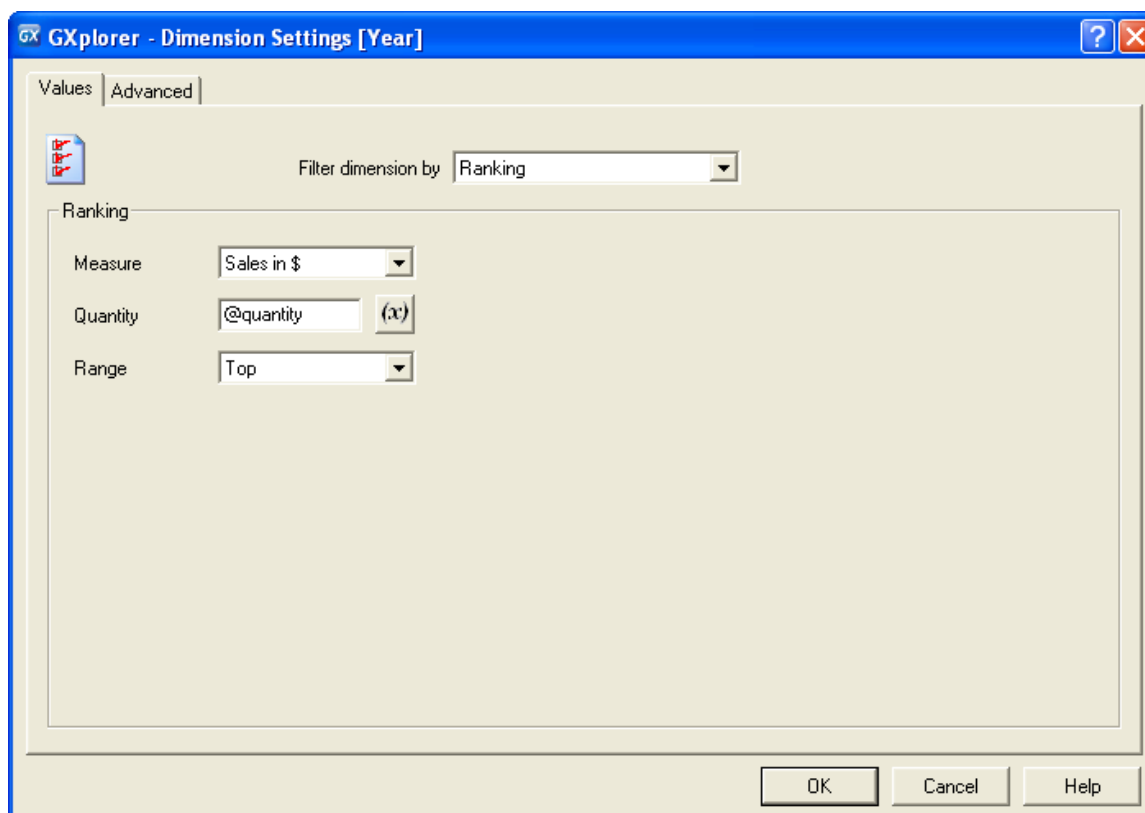 GX GXplorer - Dimension Settings [Year] ?
Values Advanced
Filter dimension by Ranking
Ranking
Measure Sales in $
Quantity @quantity (x)
Range Top
OK Cancel Help